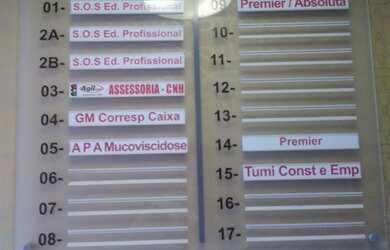 01- S.O.S Ed. Profissional
2A- S.O.S Ed. Profissional
2B- S.O.S Ed. Profissional
03- Agil ASSESSORIA - CNH
04- GM Corresp Caixa
05- A P A Mucoviscidose
06-
07-
08-
09- Premier / Absoluta
10-
11-
12-
13-
14- Premier
15- Tumi Const e Emp
16-
17-